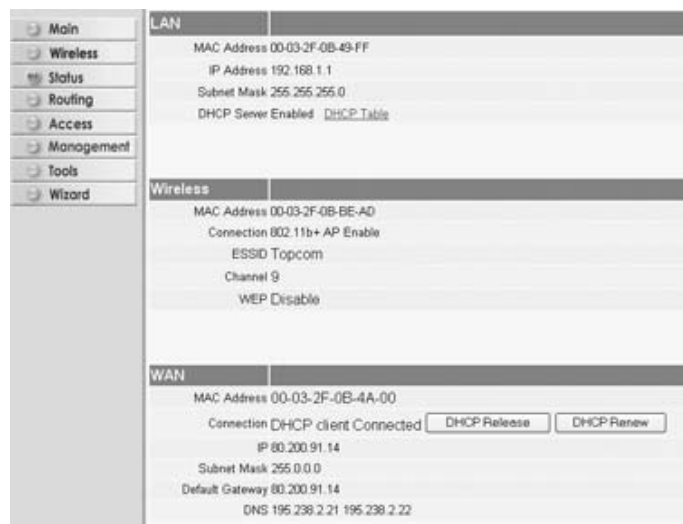 Main
Wireless
Status
Routing
Access
Management
Tools
Wizard
LAN
MAC Address 00-03-2F-0B-49-FF
IP Address 192.168.1.1
Subnet Mask 255.255.255.0
DHCP Server Enabled DHCP Table
Wireless
MAC Address 00-03-2F-0B-BE-AD
Connection 802.11b+ AP Enable
ESSID Topcom
Channel 9
WEP Disable
WAN
MAC Address 00-03-2F-0B-4A-00
Connection DHCP client Connected DHCP Release DHCP Renew
IP 80.200.91.14
Subnet Mask 255.0.0.0
Default Gateway 80.200.91.14
DNS 195.238.2.21 195.238.2.22